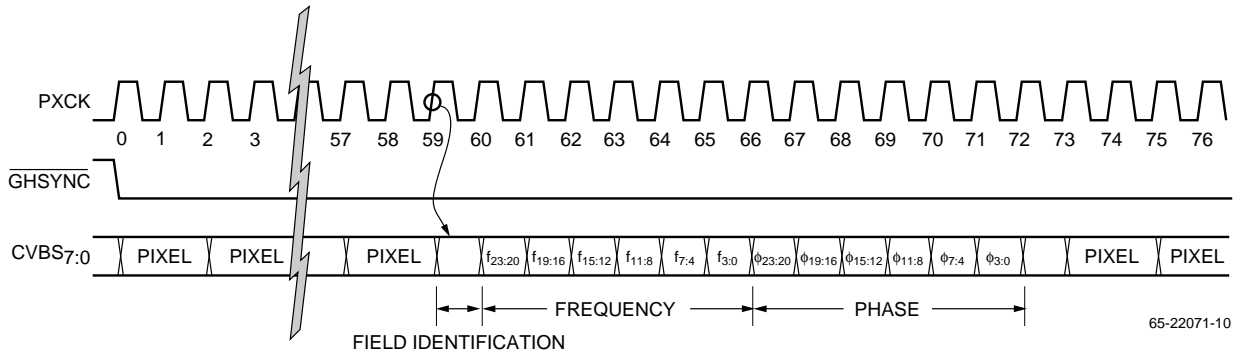 PXCK
0 1 2 3 57 58 59 60 61 62 63 64 65 66 67 68 69 70 71 72 73 74 75 76
GHSYNC
CVBS7:0 PIXEL PIXEL PIXEL f23:20 f19:16 f15:12 f11:8 f7:4 f3:0 ϕ23:20 ϕ19:16 ϕ15:12 ϕ11:8 ϕ7:4 ϕ3:0 PIXEL PIXEL
FREQUENCY PHASE
FIELD IDENTIFICATION
65-22071-10